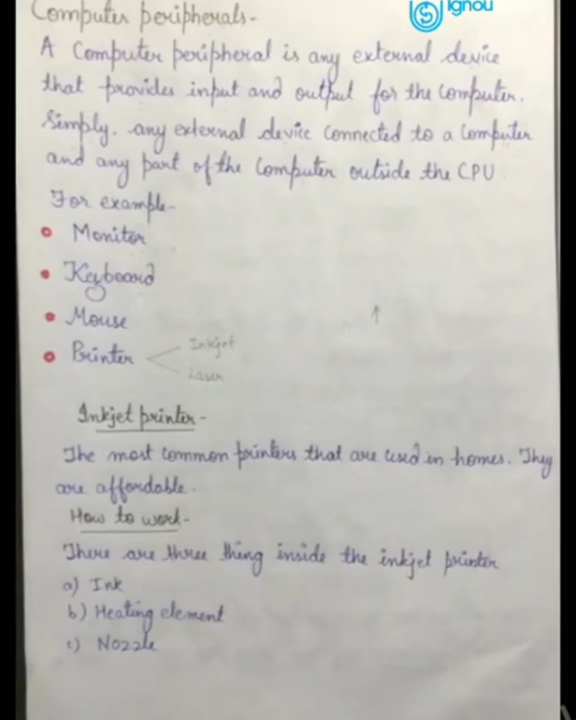 Computer peripherals-
Ignou
A Computer peripheral is any external device
that provides input and output for the computer.
Simply, any external device connected to a computer
and any part of the computer outside the CPU
For example-
Monitor
Keyboard
Mouse
Printer
Inkjet
Laser
Inkjet printer-
The most common printers that are used in homes. They
are affordable.
How to work-
There are three thing inside the inkjet printer
a) Ink
b) Heating element
c) Nozzle